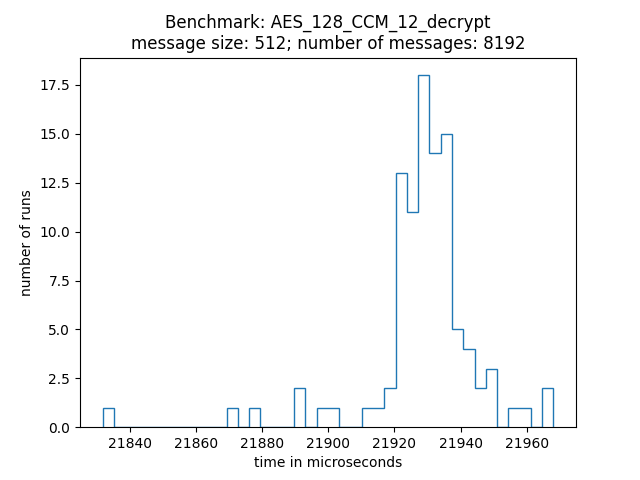 Benchmark: AES_128_CCM_12_decrypt
message size: 512; number of messages: 8192
17.5
15.0
12.5
10.0
7.5
5.0
2.5
0.0
number of runs
21840 21860 21880 21900 21920 21940 21960
time in microseconds